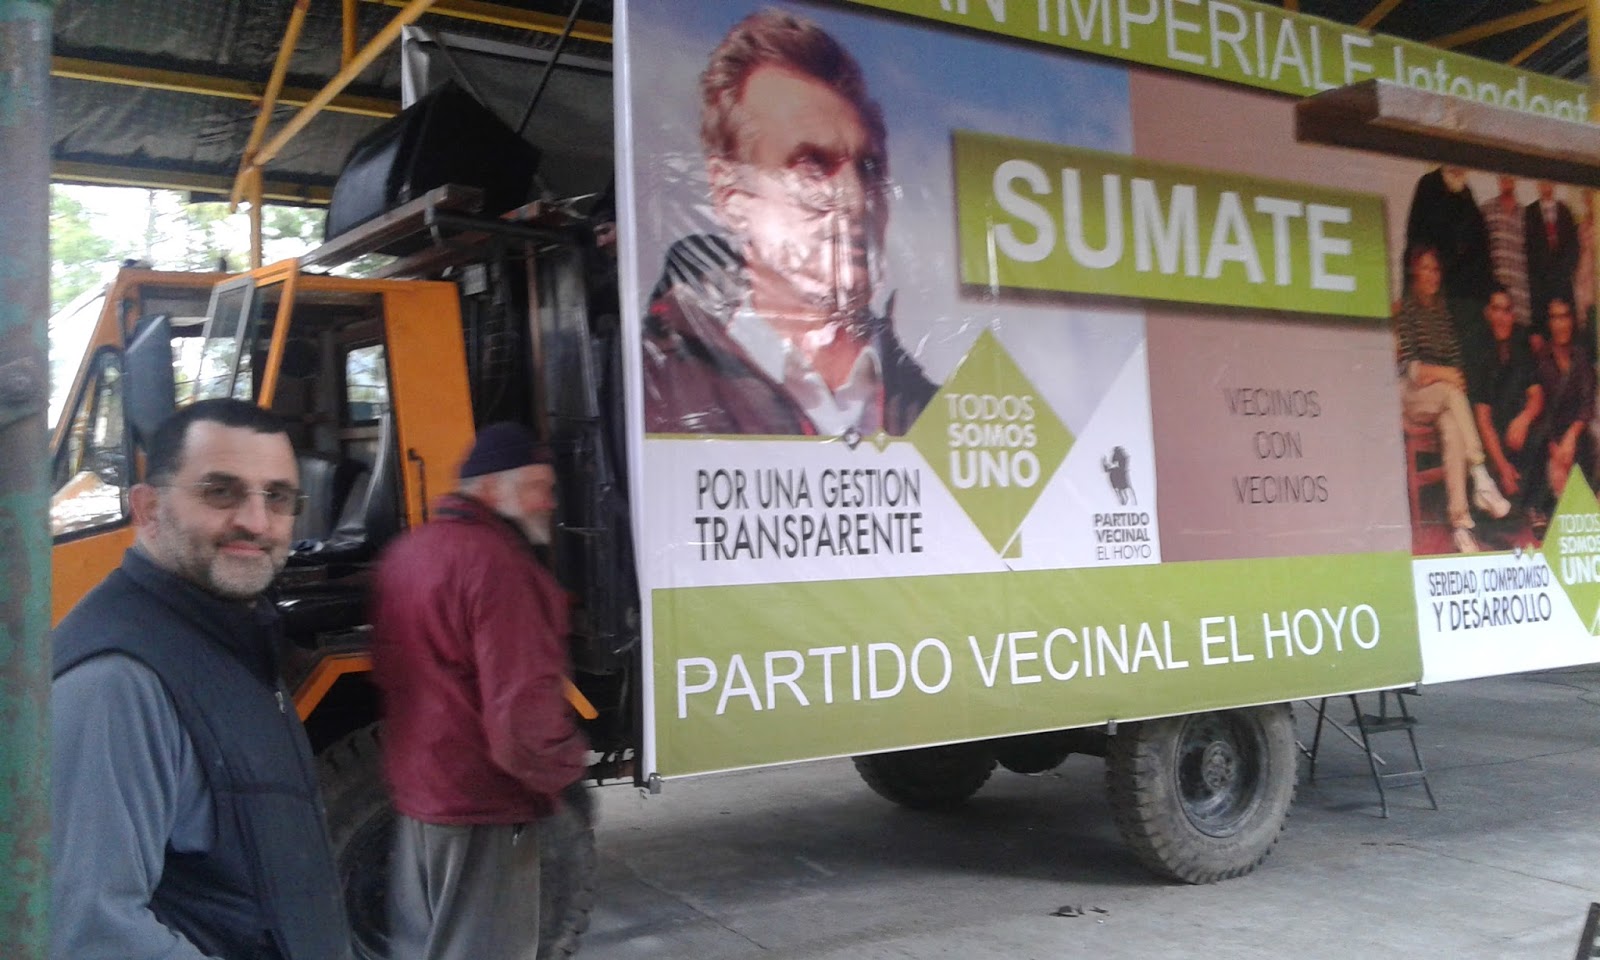 AN IMPERIALE Intendent
SUMATE
TODOS
SOMOS
UNO
POR UNA GESTION
TRANSPARENTE
PARTIDO
VECINAL
EL HOYO
VECINOS
CON
VECINOS
TODOS
SOMOS
UNO
SERIEDAD, COMPROMISO
Y DESARROLLO
PARTIDO VECINAL EL HOYO